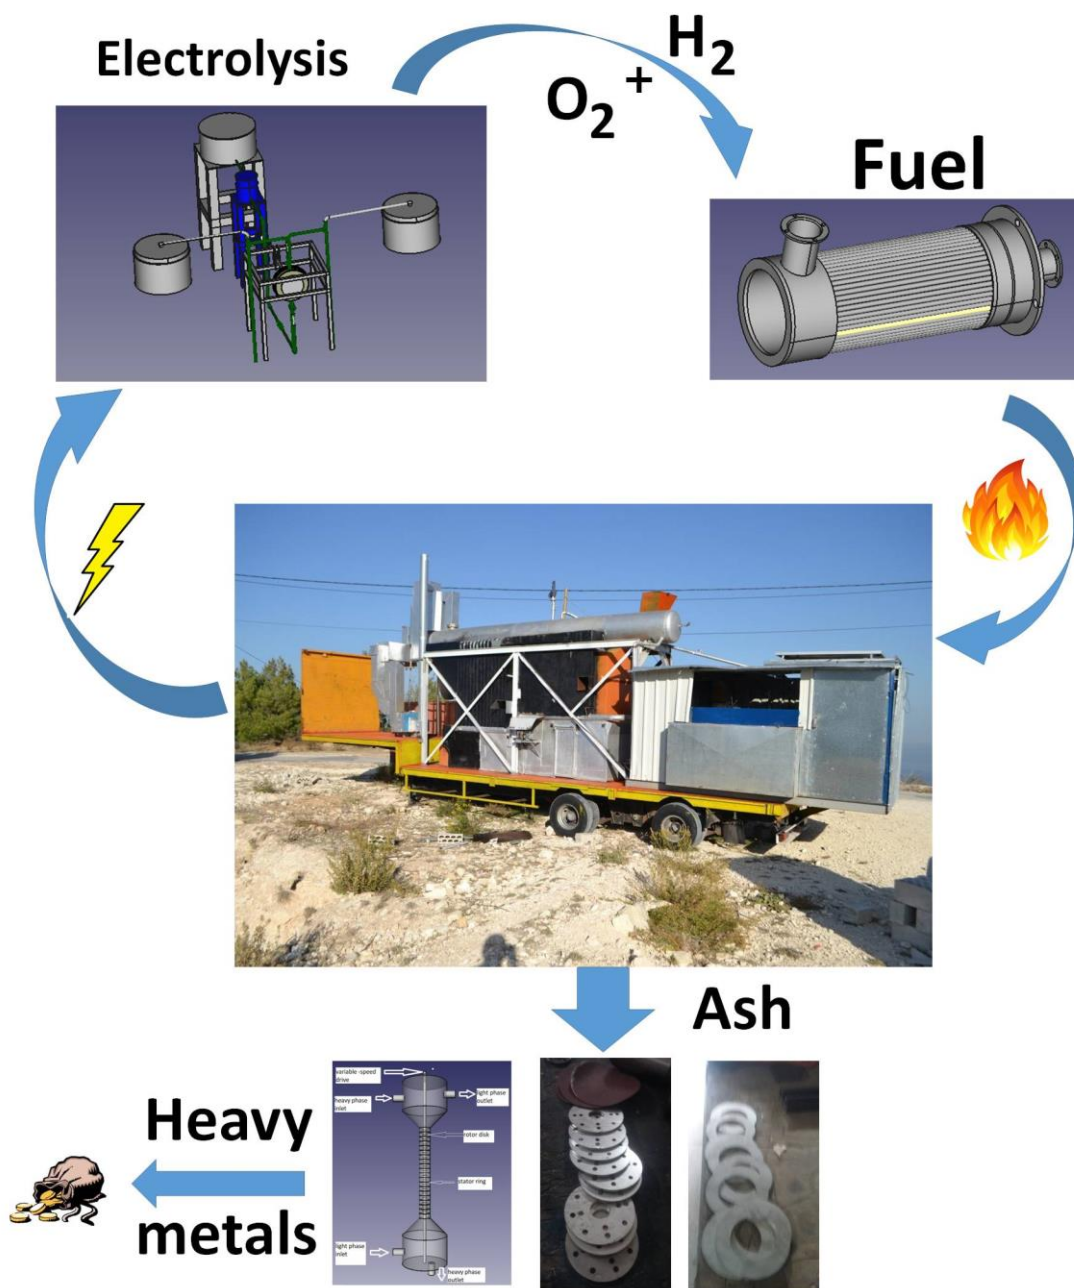 Electrolysis
H2
+
O2
Fuel
Ash
Heavy
metals
variable -speed
drive
heavy phase
inlet
light phase
outlet
rotor disk
stator ring
light phase
inlet
heavy phase
outlet